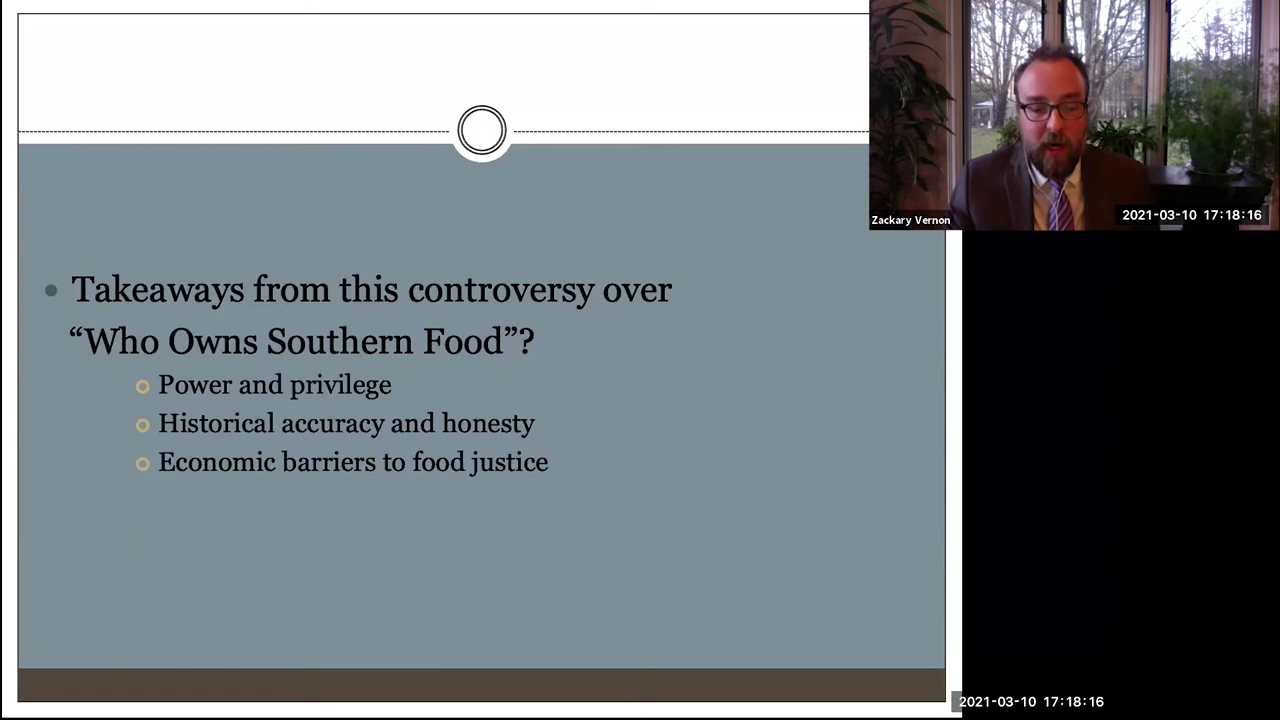 Takeaways from this controversy over
“Who Owns Southern Food”?
Power and privilege
Historical accuracy and honesty
Economic barriers to food justice
Zackary Vernon
2021-03-10 17:18:16
2021-03-10 17:18:16